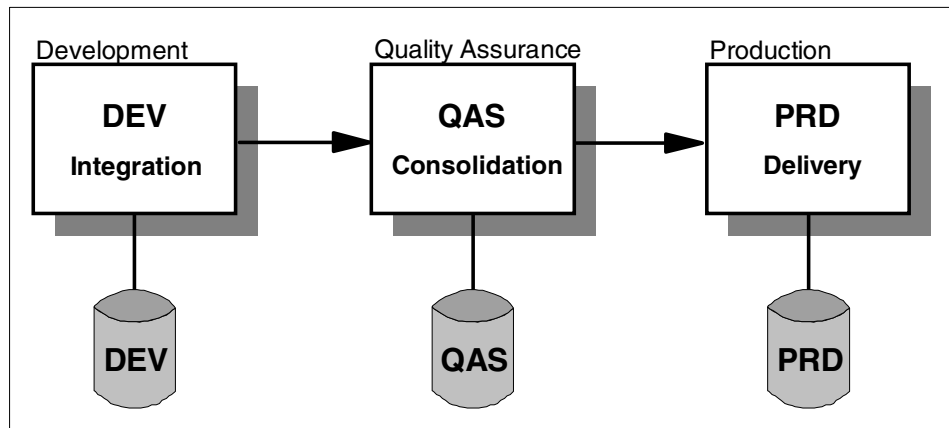 Development
Quality Assurance
Production
DEV
Integration
QAS
Consolidation
PRD
Delivery
DEV
QAS
PRD